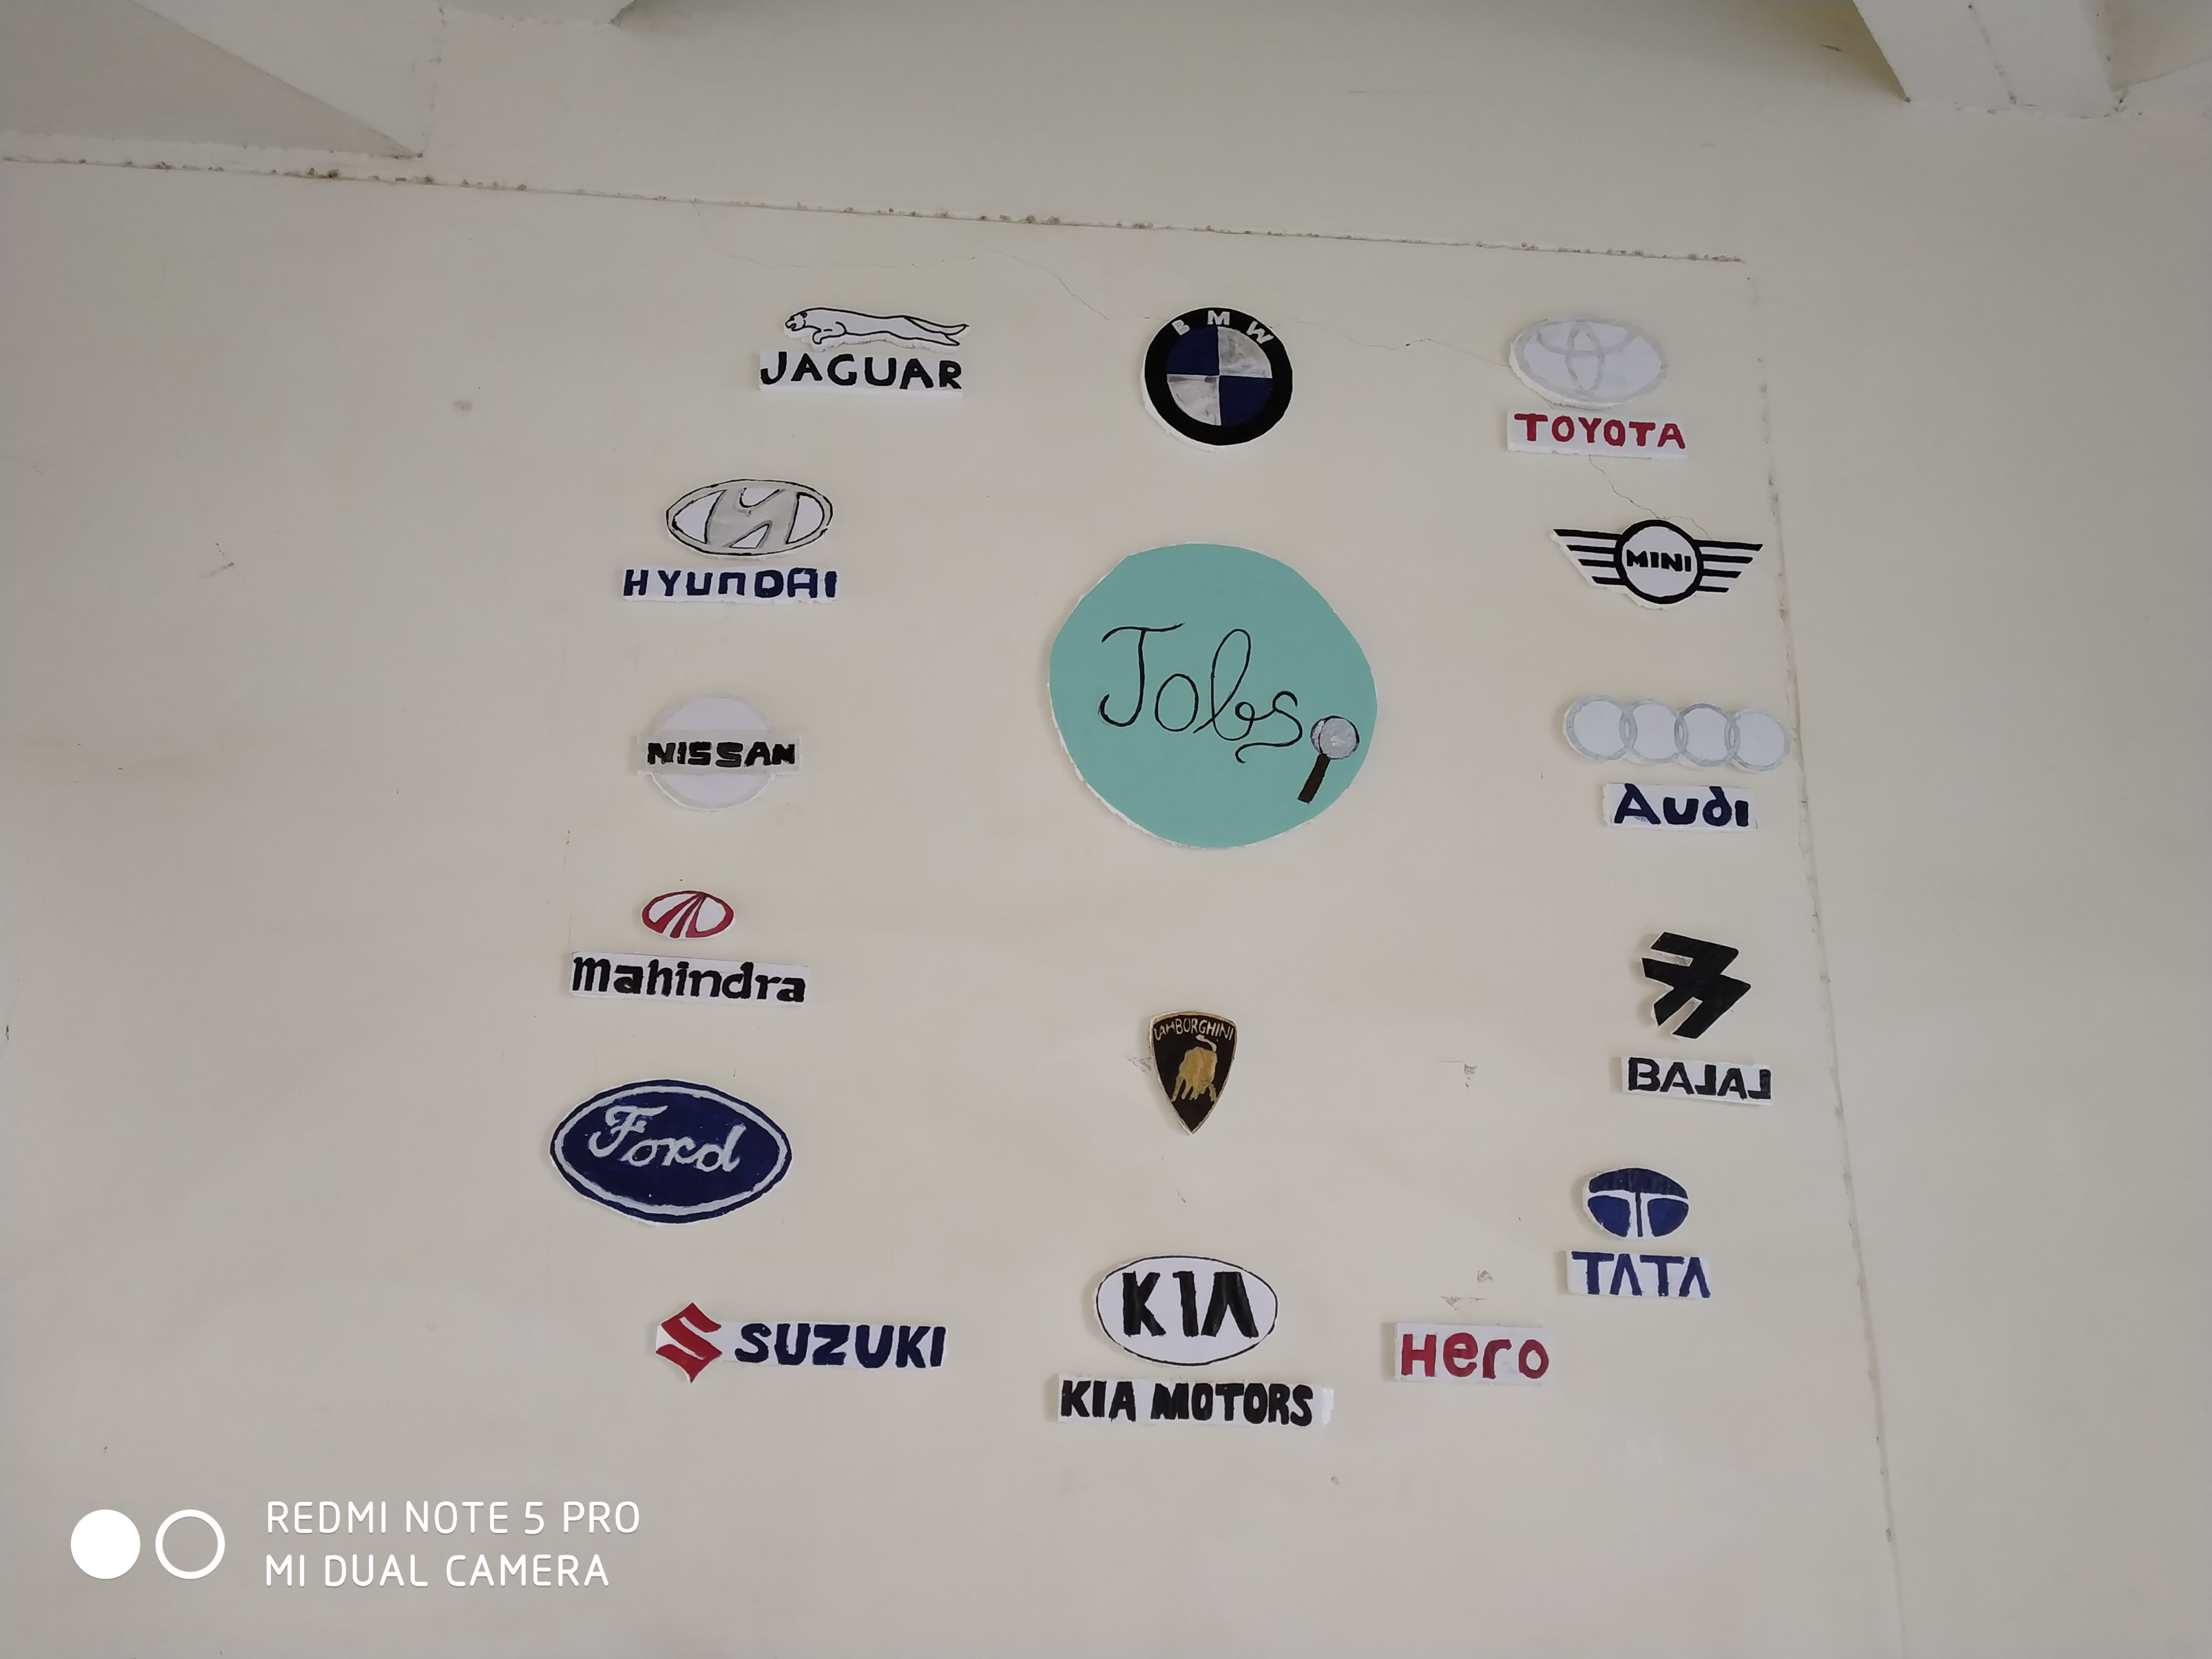 JAGUAR
BMW
TOYOTA
HYUNDAI
MINI
Jobs
NISSAN
Audi
mahindra
LAMBORGHINI
BAJAJ
Ford
TATA
SUZUKI
KIA
KIA MOTORS
Hero
REDMI NOTE 5 PRO
MI DUAL CAMERA